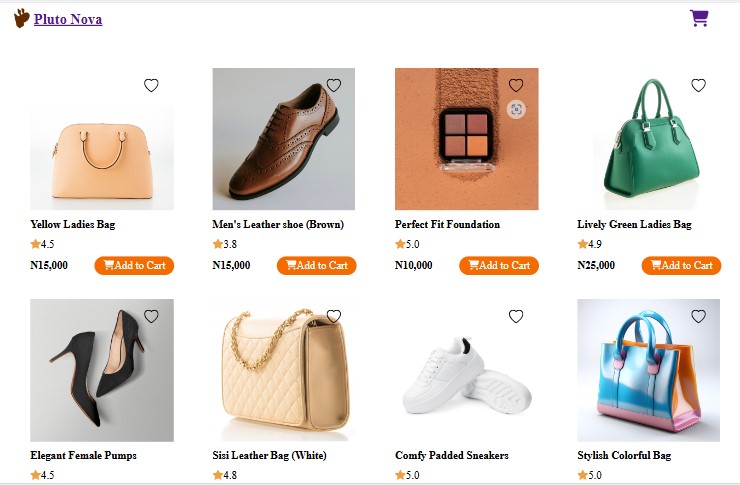 Pluto Nova
Yellow Ladies Bag
4.5
N15,000
Add to Cart
Men's Leather shoe (Brown)
3.8
N15,000
Add to Cart
Perfect Fit Foundation
5.0
N10,000
Add to Cart
Lively Green Ladies Bag
4.9
N25,000
Add to Cart
Elegant Female Pumps
4.5
Sisi Leather Bag (White)
4.8
Comfy Padded Sneakers
5.0
Stylish Colorful Bag
5.0